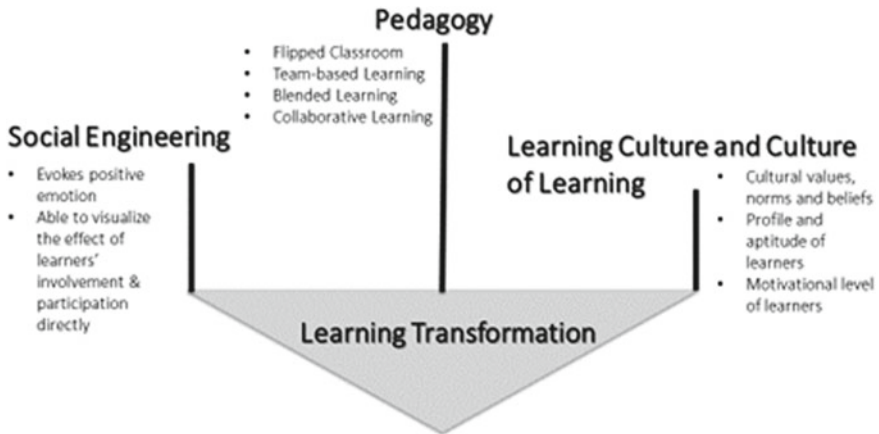 Pedagogy
• Flipped Classroom
• Team-based Learning
• Blended Learning
• Collaborative Learning
Social Engineering
• Evokes positive
emotion
• Able to visualize
the effect of
learners'
involvement &
participation
directly
Learning Culture and Culture
of Learning
• Cultural values,
norms and beliefs
• Profile and
aptitude of
learners
• Motivational level
of learners
Learning Transformation